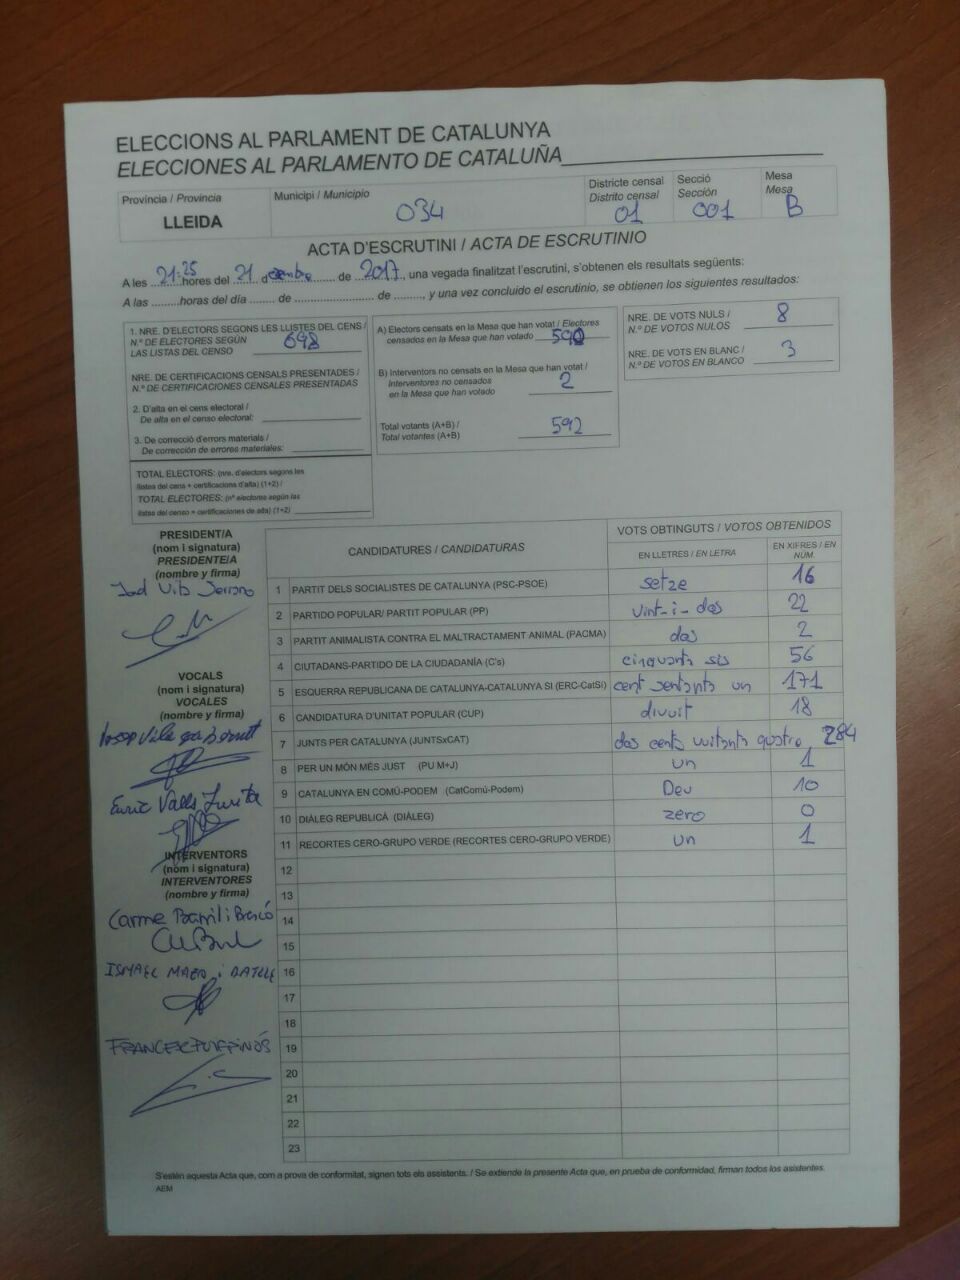 ELECCIONS AL PARLAMENT DE CATALUNYA
ELECCIONES AL PARLAMENTO DE CATALUÑA
Província / Provincia
LLEIDA
Municipi / Municipio
034
Districte censal
Distrito censal
01
Secció
Sección
001
Mesa
Mesa
B
ACTA D'ESCRUTINI / ACTA DE ESCRUTINIO
A les 21:25 hores del 21 de de 2017, una vegada finalitzat l'escrutini, s'obtenen els resultats següents:
A las .........horas del día ........ de ........................ de ........, y una vez concluido el escrutinio, se obtienen los siguientes resultados:
1. NRE. D'ELECTORS SEGONS LES LLISTES DEL CENS /
N.º DE ELECTORES SEGÚN
LAS LISTAS DEL CENSO 698
NRE. DE CERTIFICACIONS CENSALS PRESENTADES /
N.º DE CERTIFICACIONES CENSALES PRESENTADAS
2. D'alta en el cens electoral /
De alta en el censo electoral:
3. De correcció d'errors materials /
De corrección de errores materiales:
TOTAL ELECTORS: (nre. d'electors segons les
llistes del cens + certificacions d'alta) (1+2) /
TOTAL ELECTORES: (nº electores según las
listas del censo + certificaciones de alta) (1+2)
A) Electors censats en la Mesa que han votat / Electores
censados en la Mesa que han votado 590
B) Interventors no censats en la Mesa que han votat /
Interventores no censados
en la Mesa que han votado 2
Total votants (A+B) /
Total votantes (A+B) 592
NRE. DE VOTS NULS /
N.º DE VOTOS NULOS 8
NRE. DE VOTS EN BLANC /
N.º DE VOTOS EN BLANCO 3
PRESIDENT/A
(nom i signatura)
PRESIDENTE/A
(nombre y firma)
VOCALS
(nom i signatura)
VOCALES
(nombre y firma)
Enric Valls
INTERVENTORS
(nom i signatura)
INTERVENTORES
(nombre y firma)
Carme
ISMAEL i
CANDIDATURES / CANDIDATURAS
VOTS OBTINGUTS / VOTOS OBTENIDOS
EN LLETRES / EN LETRA
EN XIFRES / EN NÚM.
1 PARTIT DELS SOCIALISTES DE CATALUNYA (PSC-PSOE) setze 16
2 PARTIDO POPULAR/ PARTIT POPULAR (PP) vint-i-dos 22
3 PARTIT ANIMALISTA CONTRA EL MALTRACTAMENT ANIMAL (PACMA) dos 2
4 CIUTADANS-PARTIDO DE LA CIUDADANÍA (C's) cinquanta sis 56
5 ESQUERRA REPUBLICANA DE CATALUNYA-CATALUNYA SI (ERC-CatSí) cent setanta un 171
6 CANDIDATURA D'UNITAT POPULAR (CUP) divuit 18
7 JUNTS PER CATALUNYA (JUNTSxCAT) dos cents vuitanta quatre 284
8 PER UN MÓN MÉS JUST (PU M+J) un 1
9 CATALUNYA EN COMÚ-PODEM (CatComú-Podem) Deu 10
10 DIÀLEG REPUBLICÀ (DIÀLEG) zero 0
11 RECORTES CERO-GRUPO VERDE (RECORTES CERO-GRUPO VERDE) un 1
12
13
14
15
16
17
18
19
20
21
22
23
S'estén aquesta Acta que, com a prova de conformitat, signen tots els assistents. / Se extiende la presente Acta que, en prueba de conformidad, firman todos los asistentes.
AEM